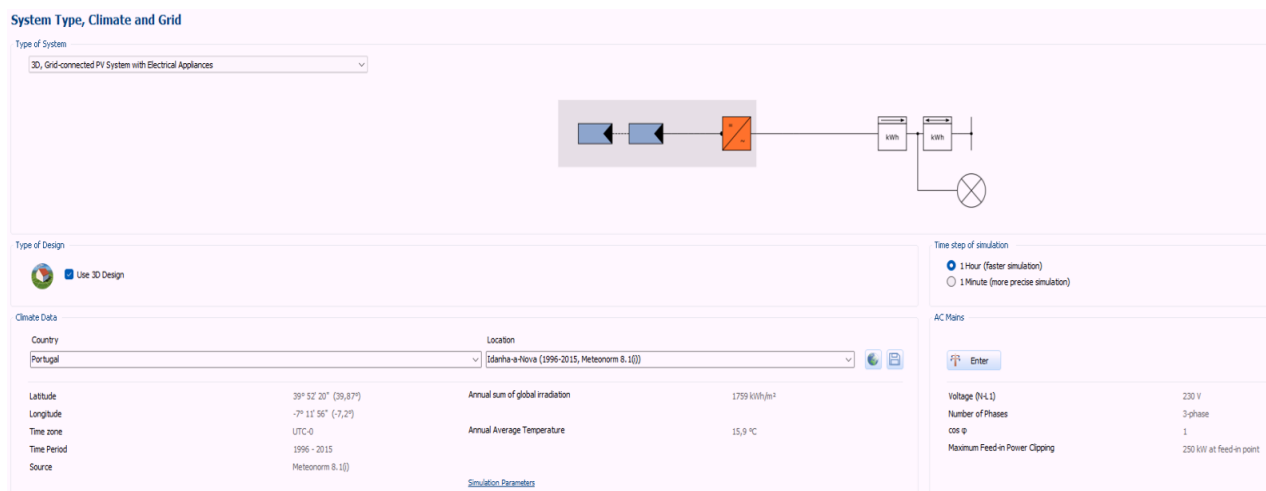 System Type, Climate and Grid
Type of System
3D, Grid-connected PV System with Electrical Appliances
kWh
kWh
Type of Design
Use 3D Design
Time step of simulation
1 Hour (faster simulation)
1 Minute (more precise simulation)
Climate Data
Country
Location
Portugal
Idanha-a-Nova (1996-2015, Meteonorm 8.1(i))
Latitude
39° 52' 20" (39,87°)
Longitude
-7° 11' 56" (-7,2°)
Time zone
UTC-0
Time Period
1996 - 2015
Source
Meteonorm 8.1(i)
Annual sum of global irradiation
1759 kWh/m²
Annual Average Temperature
15,9 °C
Simulation Parameters
AC Mains
Enter
Voltage (N-L1)
230 V
Number of Phases
3-phase
cos φ
1
Maximum Feed-in Power Clipping
250 kW at feed-in point